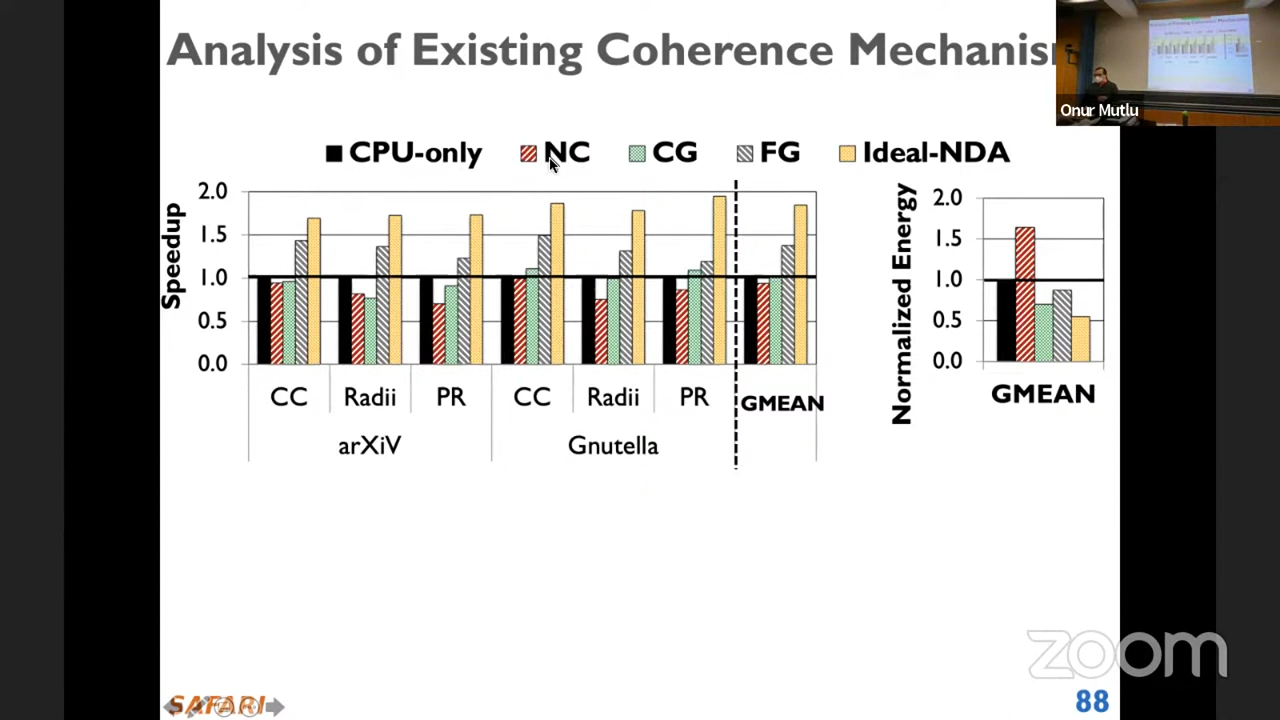 Analysis of Existing Coherence Mechanism
Onur Mutlu
CPU-only NC CG FG Ideal-NDA
Speedup
2.0
1.5
1.0
0.5
0.0
CC Radii PR CC Radii PR GMEAN
arXiV Gnutella
Normalized Energy
2.0
1.5
1.0
0.5
0.0
GMEAN
zoom
SAFARI
88